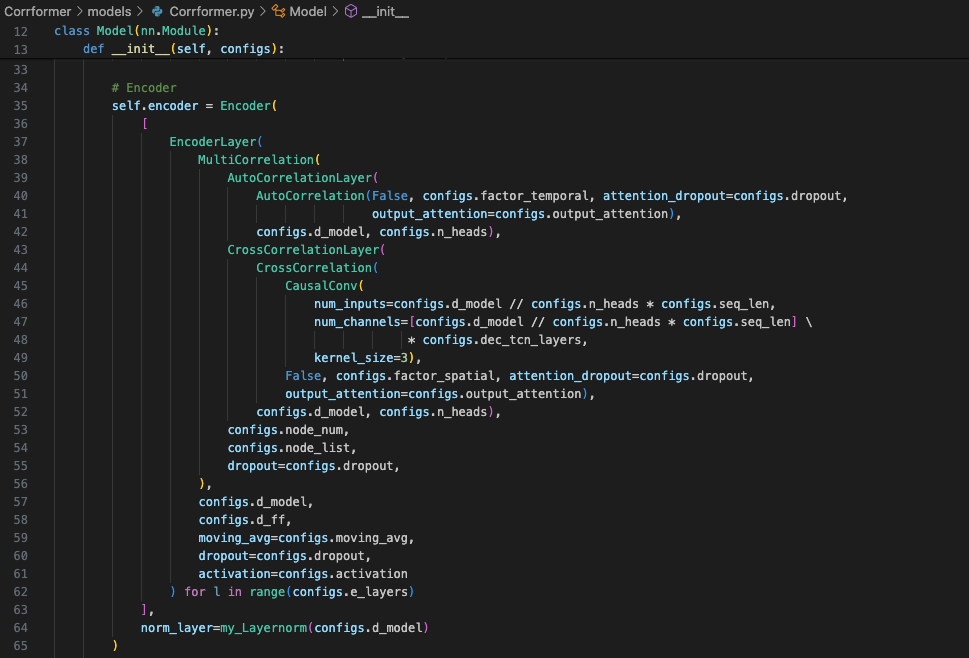 Corrformer > models > Corrformer.py > Model > __init__
12 class Model(nn.Module):
13     def __init__(self, configs):
33
34         # Encoder
35         self.encoder = Encoder(
36             [
37                 EncoderLayer(
38                     MultiCorrelation(
39                         AutoCorrelationLayer(
40                             AutoCorrelation(False, configs.factor_temporal, attention_dropout=configs.dropout,
41                                             output_attention=configs.output_attention),
42                             configs.d_model, configs.n_heads),
43                         CrossCorrelationLayer(
44                             CrossCorrelation(
45                                 CausalConv(
46                                     num_inputs=configs.d_model // configs.n_heads * configs.seq_len,
47                                     num_channels=[configs.d_model // configs.n_heads * configs.seq_len] \
48                                                  * configs.dec_tcn_layers,
49                                     kernel_size=3),
50                                 False, configs.factor_spatial, attention_dropout=configs.dropout,
51                                 output_attention=configs.output_attention),
52                             configs.d_model, configs.n_heads),
53                         configs.node_num,
54                         configs.node_list,
55                         dropout=configs.dropout,
56                     ),
57                     configs.d_model,
58                     configs.d_ff,
59                     moving_avg=configs.moving_avg,
60                     dropout=configs.dropout,
61                     activation=configs.activation
62                 ) for l in range(configs.e_layers)
63             ],
64             norm_layer=my_Layernorm(configs.d_model)
65         )